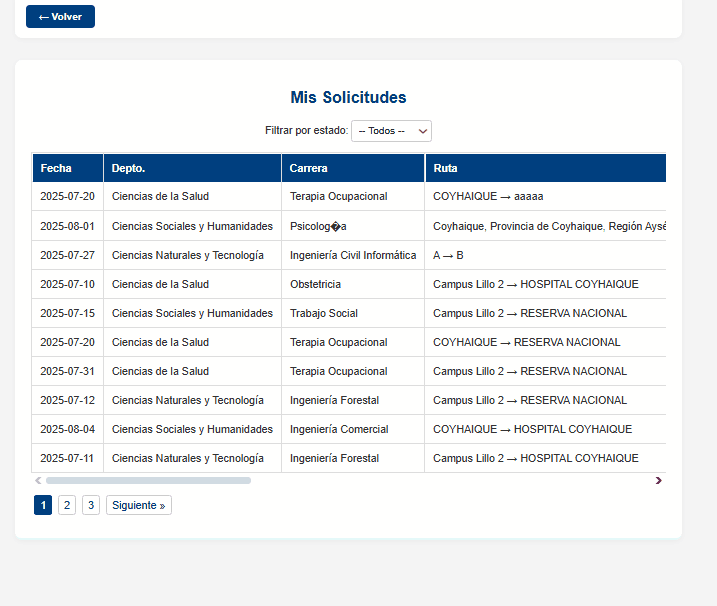 ← Volver
Mis Solicitudes
Filtrar por estado: -- Todos --
Fecha Depto. Carrera Ruta
2025-07-20 Ciencias de la Salud Terapia Ocupacional COYHAIQUE → aaaaa
2025-08-01 Ciencias Sociales y Humanidades Psicolog�a Coyhaique, Provincia de Coyhaique, Región Aysé
2025-07-27 Ciencias Naturales y Tecnología Ingeniería Civil Informática A → B
2025-07-10 Ciencias de la Salud Obstetricia Campus Lillo 2 → HOSPITAL COYHAIQUE
2025-07-15 Ciencias Sociales y Humanidades Trabajo Social Campus Lillo 2 → RESERVA NACIONAL
2025-07-20 Ciencias de la Salud Terapia Ocupacional COYHAIQUE → RESERVA NACIONAL
2025-07-31 Ciencias de la Salud Terapia Ocupacional Campus Lillo 2 → RESERVA NACIONAL
2025-07-12 Ciencias Naturales y Tecnología Ingeniería Forestal Campus Lillo 2 → RESERVA NACIONAL
2025-08-04 Ciencias Sociales y Humanidades Ingeniería Comercial COYHAIQUE → HOSPITAL COYHAIQUE
2025-07-11 Ciencias Naturales y Tecnología Ingeniería Forestal Campus Lillo 2 → HOSPITAL COYHAIQUE
1 2 3 Siguiente »